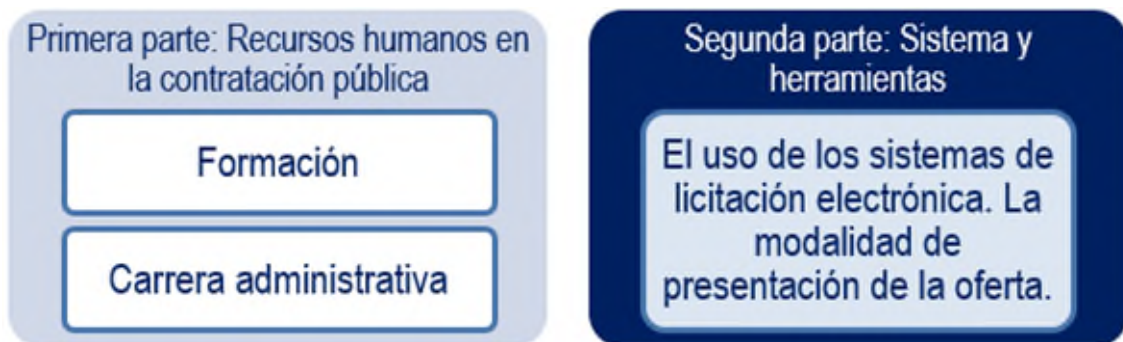 Primera parte: Recursos humanos en
la contratación pública
Formación
Carrera administrativa
Segunda parte: Sistema y
herramientas
El uso de los sistemas de
licitación electrónica. La
modalidad de
presentación de la oferta.